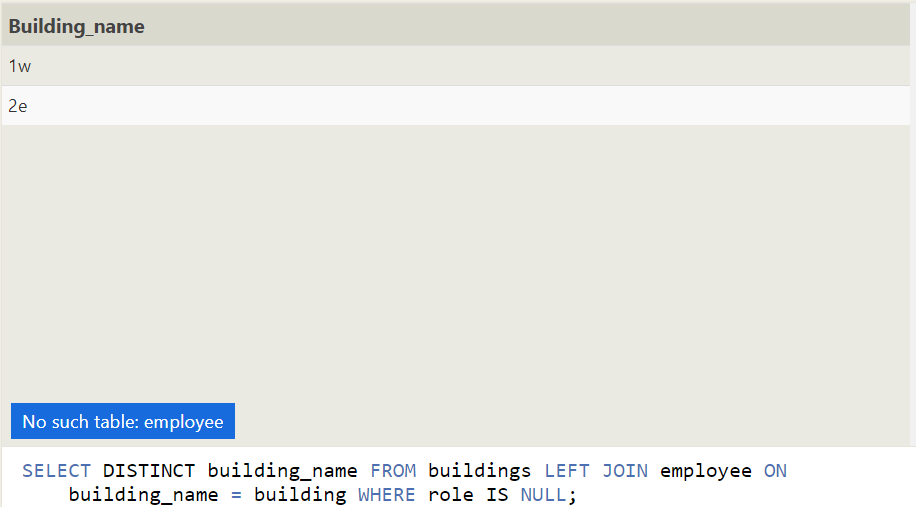 Building_name
1w
2e
No such table: employee
SELECT DISTINCT building_name FROM buildings LEFT JOIN employee ON
building_name = building WHERE role IS NULL;